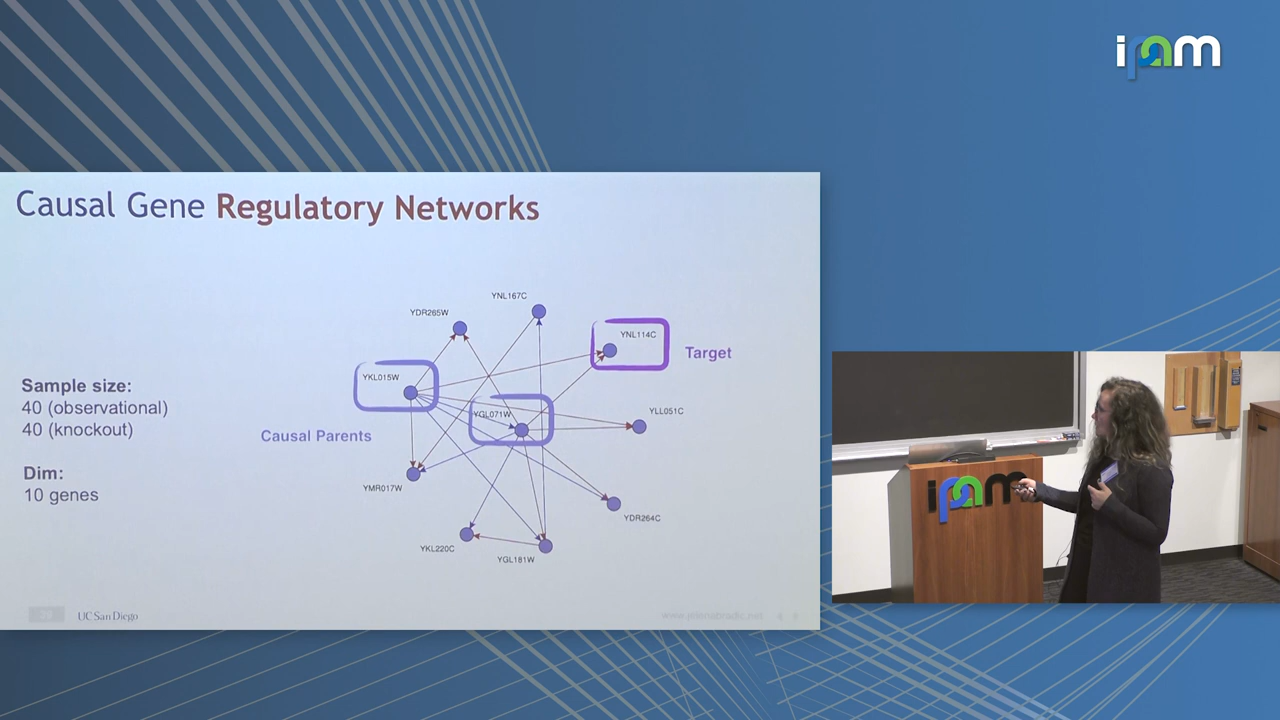 ipam
Causal Gene Regulatory Networks
YNL167C
YDR265W
YNL114C
Target
YKL015W
Sample size:
40 (observational)
40 (knockout)
YGL071W
YLL051C
Causal Parents
Dim:
10 genes
YMR017W
YDR264C
YKL220C
YGL181W
UC San Diego
ipam